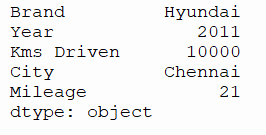 Brand Hyundai
Year 2011
Kms Driven 10000
City Chennai
Mileage 21
dtype: object